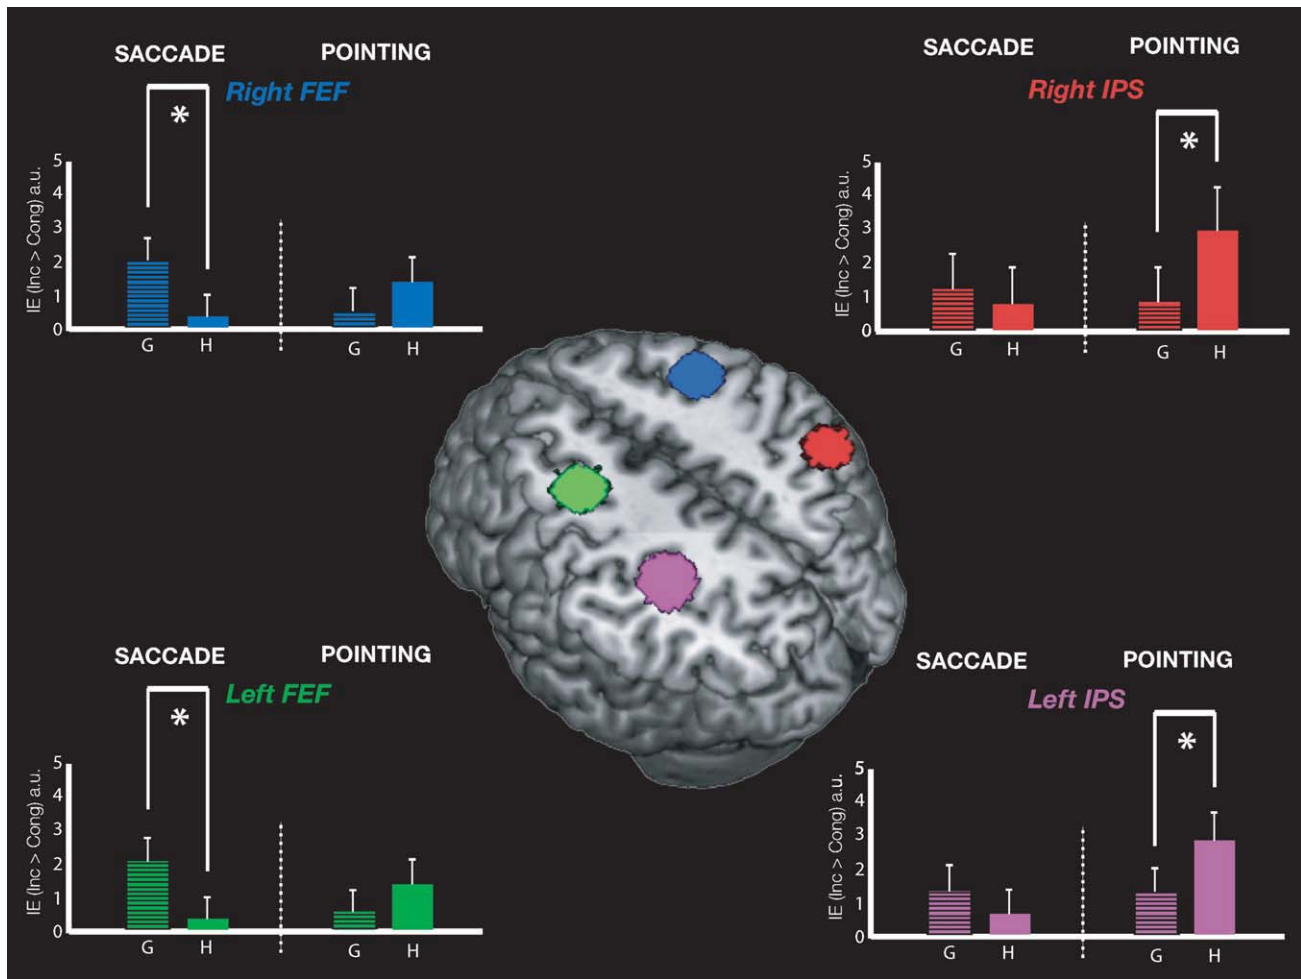 SACCADE POINTING
Right FEF
*
IE (Inc > Cong) a.u.
5
4
3
2
1
0
G H G H
SACCADE POINTING
Right IPS
*
IE (Inc > Cong) a.u.
5
4
3
2
1
0
G H G H
SACCADE POINTING
Left FEF
*
IE (Inc > Cong) a.u.
5
4
3
2
1
0
G H G H
SACCADE POINTING
Left IPS
*
IE (Inc > Cong) a.u.
5
4
3
2
1
0
G H G H